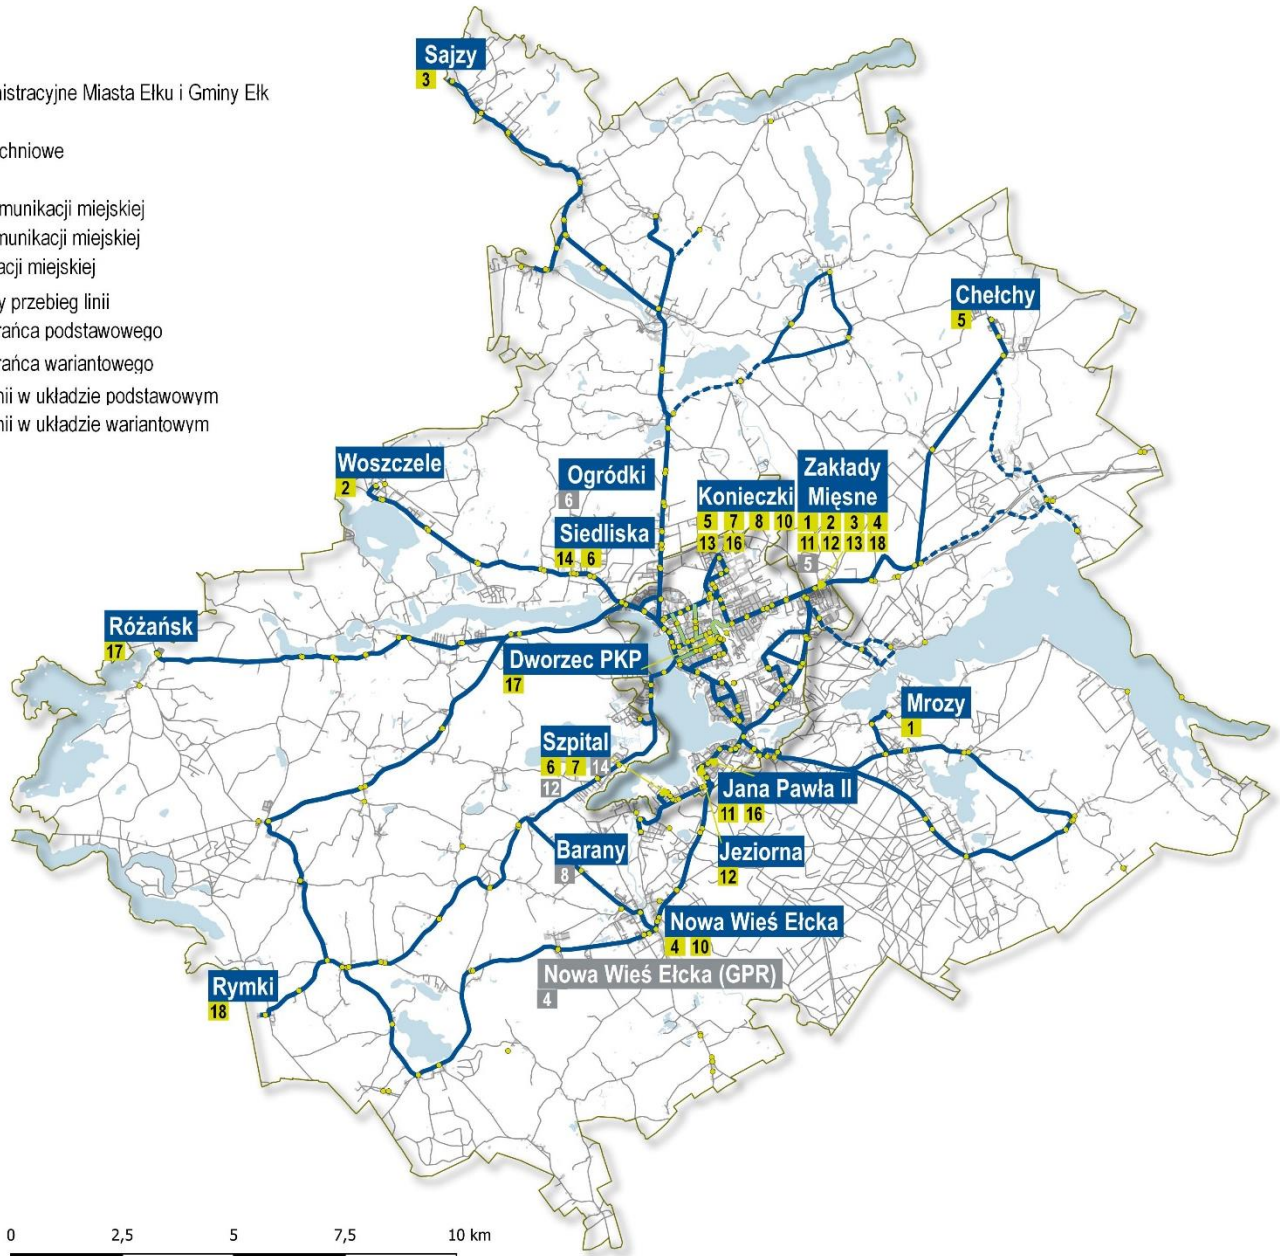 nistracyjne Miasta Ełku i Gminy Ełk
chniowe
munikacji miejskiej
munikacji miejskiej
acji miejskiej
y przebieg linii
rańca podstawowego
rańca wariantowego
nii w układzie podstawowym
nii w układzie wariantowym
Sajzy
3
Chełchy
5
Woszczele
2
Ogródki
6
Siedliska
14 6
Konieczki
5 7 8 10
13 16
Zakłady
Mięsne
1 2 3 4
11 12 13 18
5
Różańsk
17
Dworzec PKP
17
Mrozy
1
Szpital
6 7 14
12
Jana Pawła II
11 16
Barany
8
Jeziorna
12
Nowa Wieś Ełcka
4 10
Nowa Wieś Ełcka (GPR)
4
Rymki
18
0 2,5 5 7,5 10 km